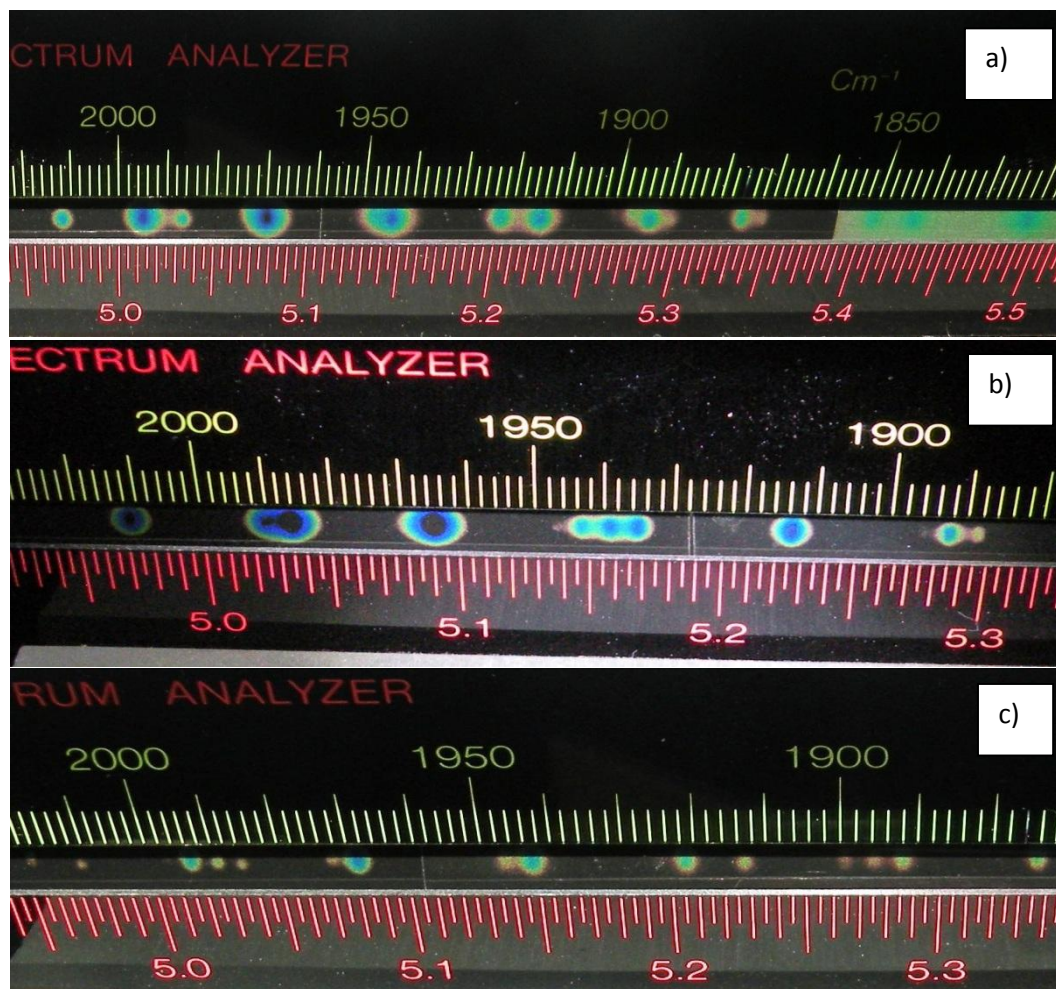 CTRUM ANALYZER
a)
Cm⁻¹
2000 1950 1900 1850
5.0 5.1 5.2 5.3 5.4 5.5
ECTRUM ANALYZER
b)
2000 1950 1900
5.0 5.1 5.2 5.3
RUM ANALYZER
c)
2000 1950 1900
5.0 5.1 5.2 5.3